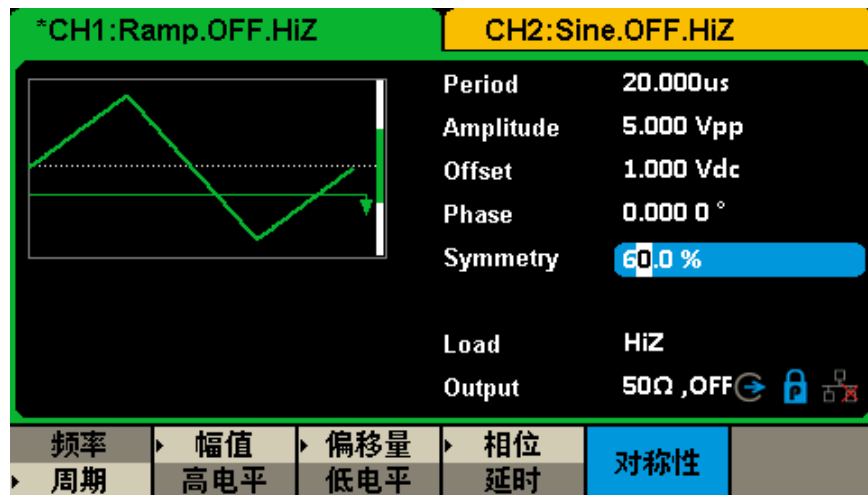 *CH1:Ramp.OFF.HiZ
CH2:Sine.OFF.HiZ
Period 20.000us
Amplitude 5.000 Vpp
Offset 1.000 Vdc
Phase 0.000 0 °
Symmetry 60.0 %
Load HiZ
Output 50Ω ,OFF P
频率 幅值 偏移量 相位 对称性
周期 高电平 低电平 延时